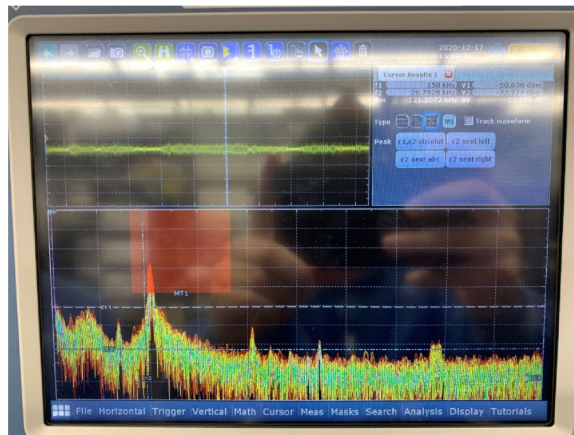 2020-12-17
Cursor Results 1
150 kHz V1 -50.636 dBm
Type M1 Track waveform
Peak c1,c2 absolut c2 next left
c2 next abs. c2 next right
MT1
File Horizontal Trigger Vertical Math Cursor Meas Masks Search Analysis Display Tutorials